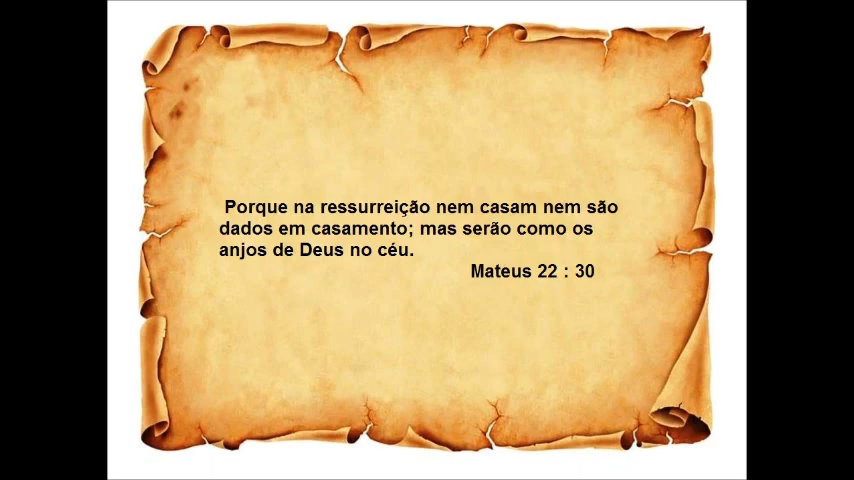 Porque na ressurreição nem casam nem são
dados em casamento; mas serão como os
anjos de Deus no céu.
Mateus 22 : 30